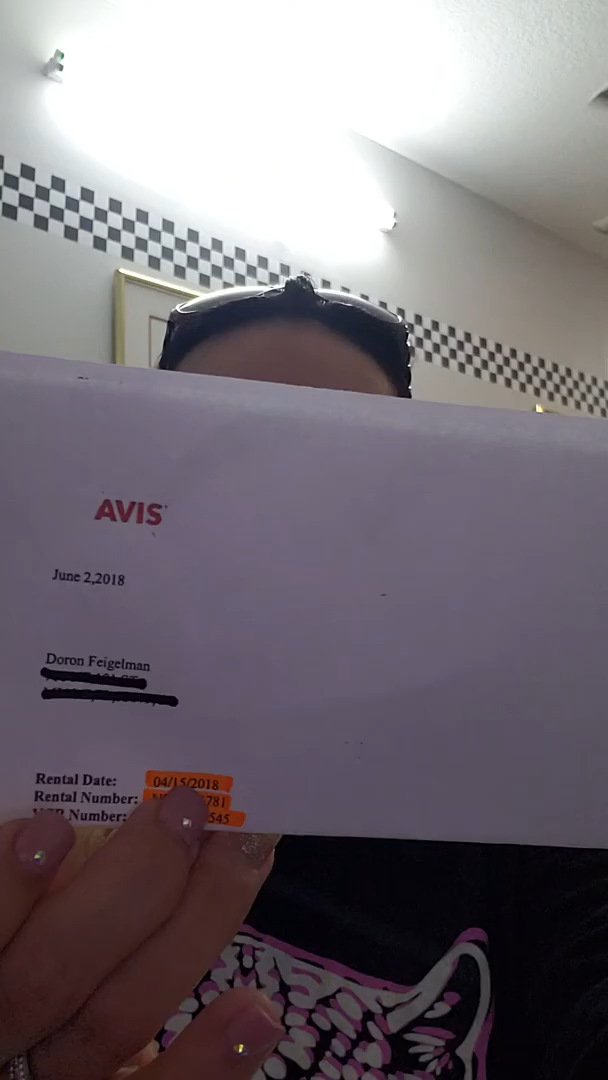 AVIS
June 2,2018
Doron Feigelman
Rental Date: 04/15/2018
Rental Number: 781
Number: 545